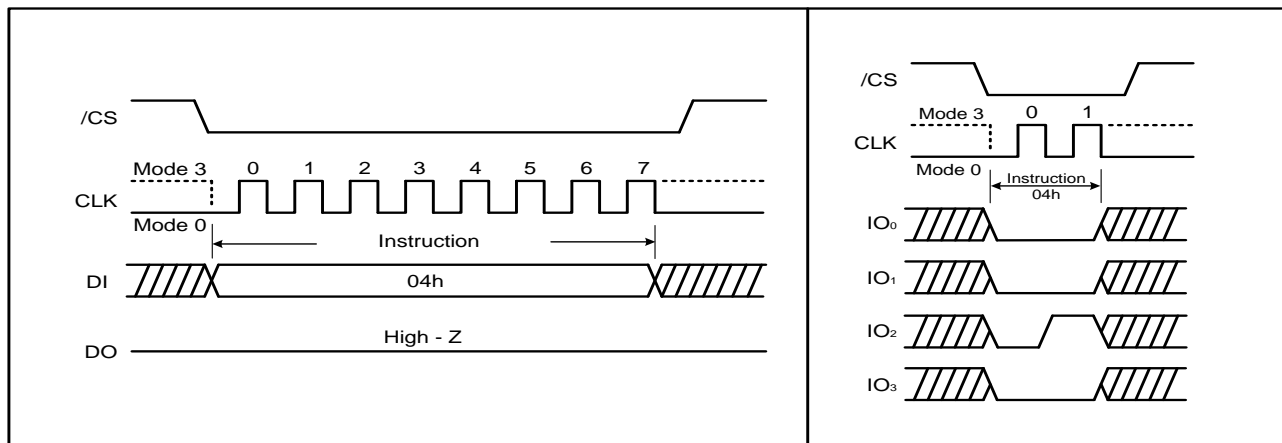 /CS
Mode 3
0 1 2 3 4 5 6 7
CLK
Mode 0
Instruction
DI
04h
High - Z
DO
/CS
Mode 3
0 1
CLK
Mode 0
Instruction
04h
IO₀
IO₁
IO₂
IO₃